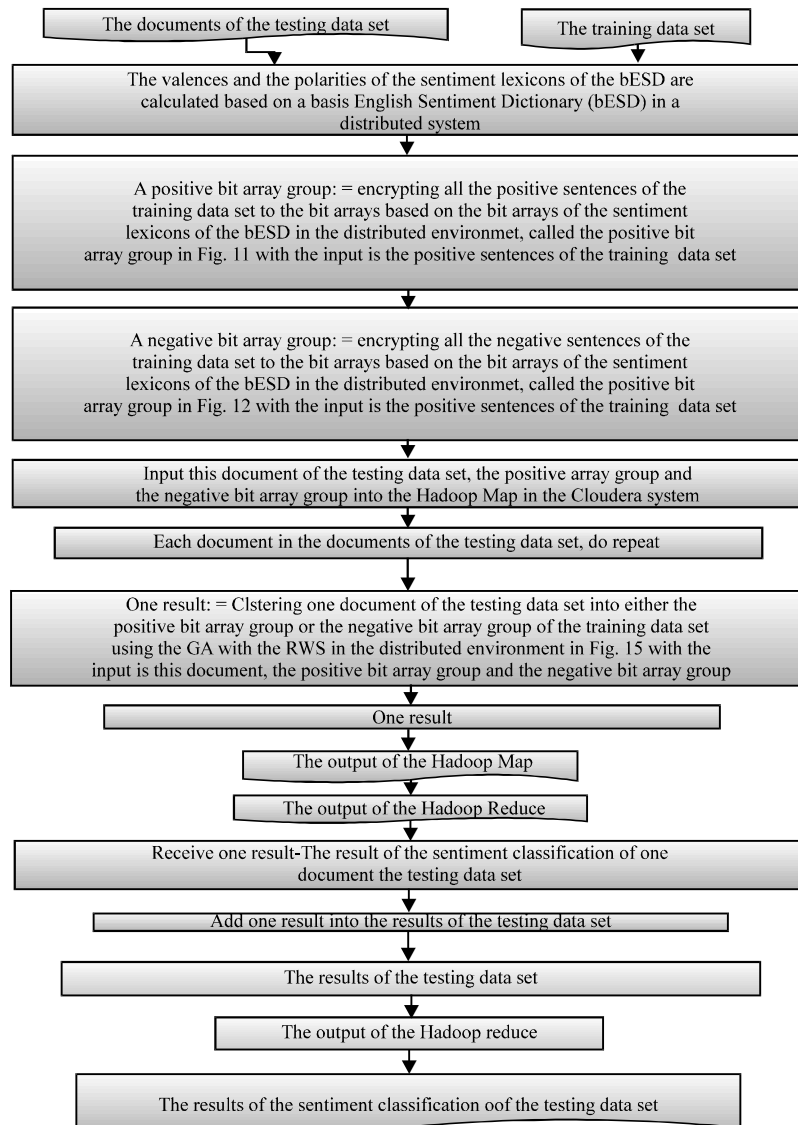 The documents of the testing data set
The training data set
The valences and the polarities of the sentiment lexicons of the bESD are
calculated based on a basis English Sentiment Dictionary (bESD) in a
distributed system
A positive bit array group: = encrypting all the positive sentences of the
training data set to the bit arrays based on the bit arrays of the sentiment
lexicons of the bESD in the distributed environmet, called the positive bit
array group in Fig. 11 with the input is the positive sentences of the training data set
A negative bit array group: = encrypting all the negative sentences of the
training data set to the bit arrays based on the bit arrays of the sentiment
lexicons of the bESD in the distributed environmet, called the positive bit
array group in Fig. 12 with the input is the positive sentences of the training data set
Input this document of the testing data set, the positive array group and
the negative bit array group into the Hadoop Map in the Cloudera system
Each document in the documents of the testing data set, do repeat
One result: = Clstering one document of the testing data set into either the
positive bit array group or the negative bit array group of the training data set
using the GA with the RWS in the distributed environment in Fig. 15 with the
input is this document, the positive bit array group and the negative bit array group
One result
The output of the Hadoop Map
The output of the Hadoop Reduce
Receive one result-The result of the sentiment classification of one
document the testing data set
Add one result into the results of the testing data set
The results of the testing data set
The output of the Hadoop reduce
The results of the sentiment classification oof the testing data set